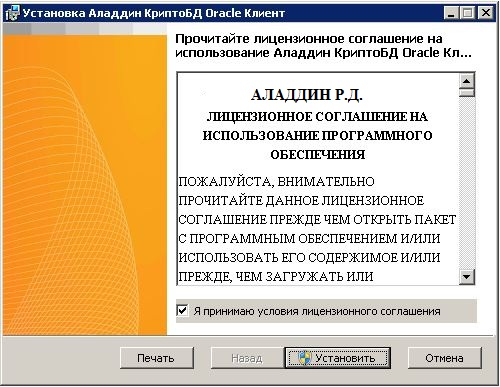 Установка Аладдин КриптоБД Oracle Клиент
Прочитайте лицензионное соглашение на
использование Аладдин КриптоБД Oracle Кл...
АЛАДДИН Р.Д.
ЛИЦЕНЗИОННОЕ СОГЛАШЕНИЕ НА
ИСПОЛЬЗОВАНИЕ ПРОГРАММНОГО
ОБЕСПЕЧЕНИЯ
ПОЖАЛУЙСТА, ВНИМАТЕЛЬНО
ПРОЧИТАЙТЕ ДАННОЕ ЛИЦЕНЗИОННОЕ
СОГЛАШЕНИЕ ПРЕЖДЕ ЧЕМ ОТКРЫТЬ ПАКЕТ
С ПРОГРАММНЫМ ОБЕСПЕЧЕНИЕМ И/ИЛИ
ИСПОЛЬЗОВАТЬ ЕГО СОДЕРЖИМОЕ И/ИЛИ
ПРЕЖДЕ, ЧЕМ ЗАГРУЖАТЬ ИЛИ
Я принимаю условия лицензионного соглашения
Печать
Назад
Установить
Отмена